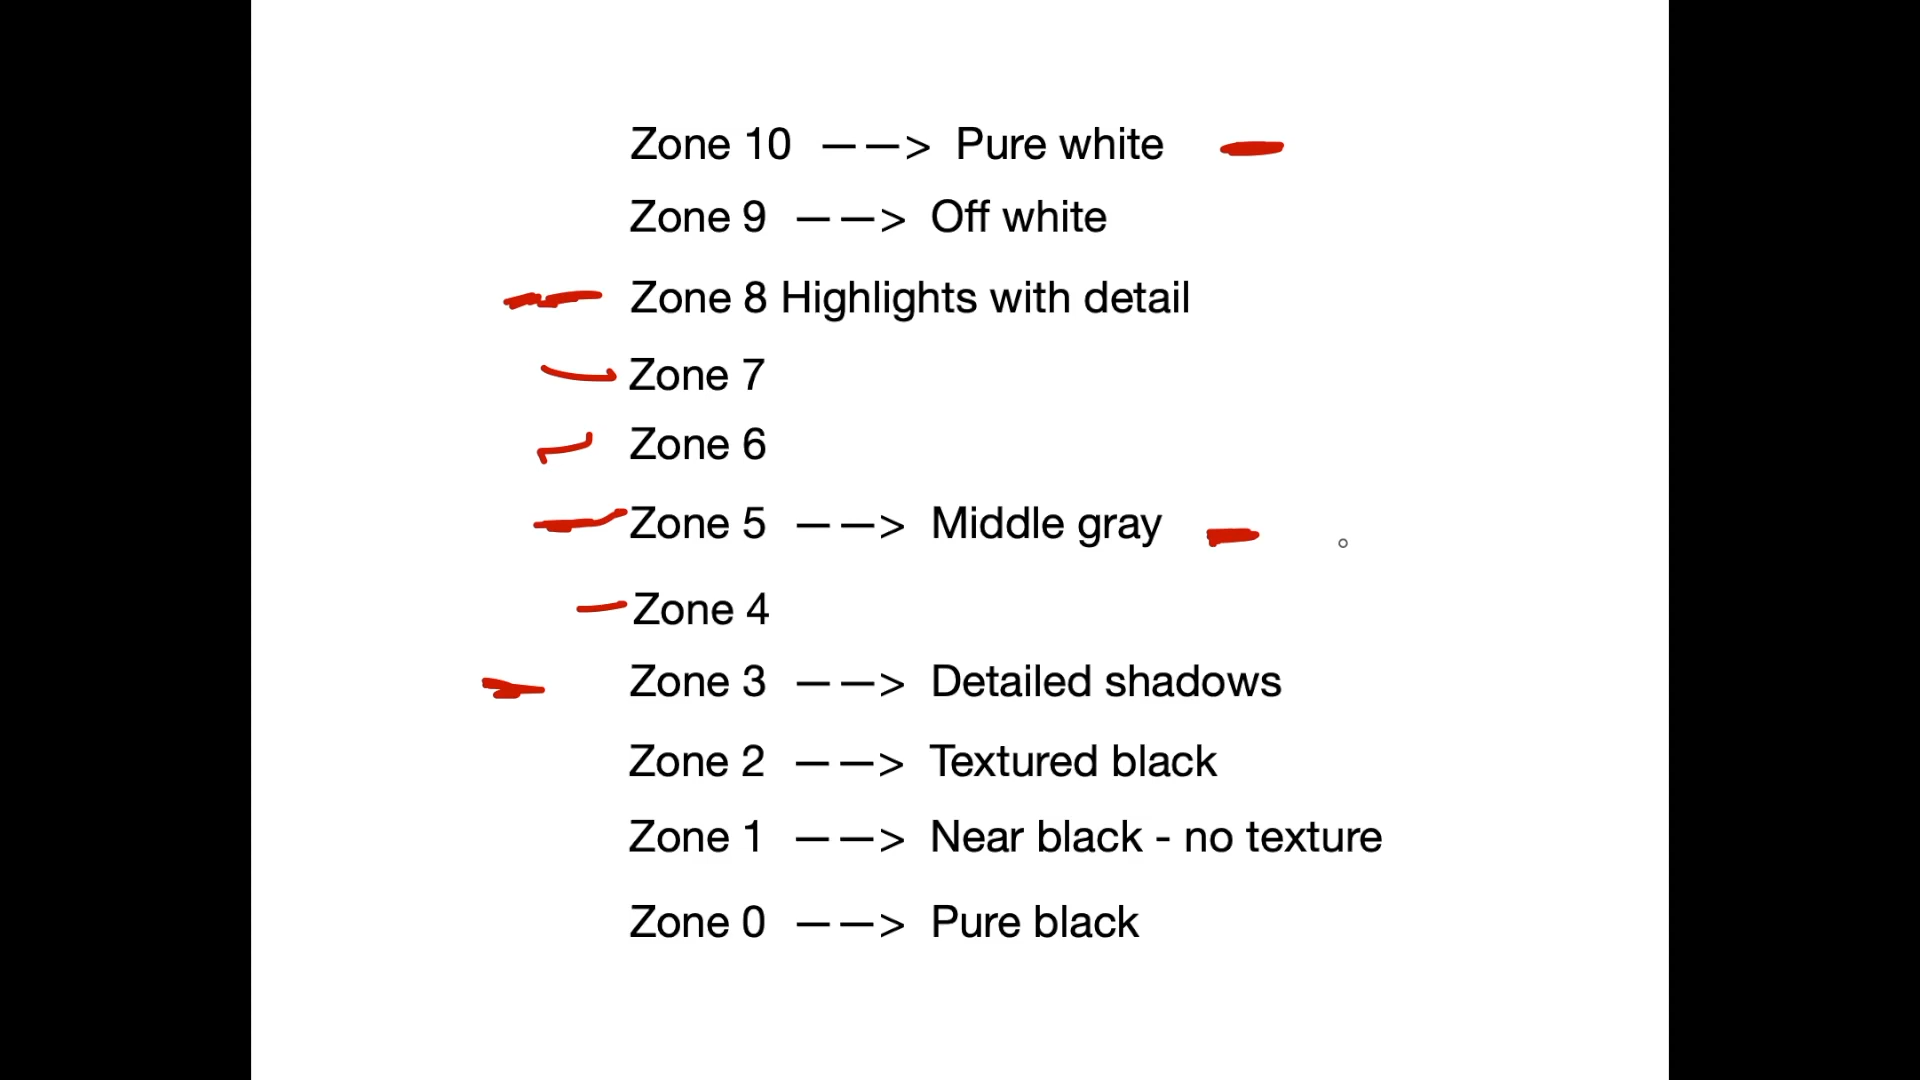 Zone 10 ——> Pure white
Zone 9 ——> Off white
Zone 8 Highlights with detail
Zone 7
Zone 6
Zone 5 ——> Middle gray
Zone 4
Zone 3 ——> Detailed shadows
Zone 2 ——> Textured black
Zone 1 ——> Near black - no texture
Zone 0 ——> Pure black